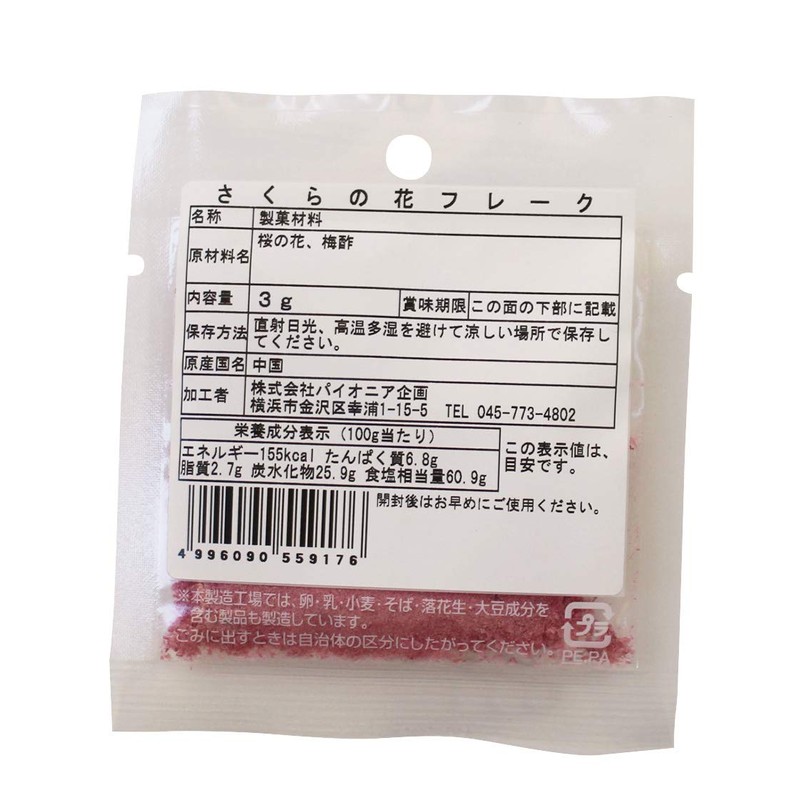 さくらの花フレーク
名称 製菓材料
原材料名 桜の花、梅酢
内容量 3g 賞味期限 この面の下部に記載
保存方法 直射日光、高温多湿を避けて涼しい場所で保存し
てください。
原産国名 中国
加工者 株式会社パイオニア企画
横浜市金沢区幸浦1-15-5 TEL 045-773-4802
栄養成分表示(100g当たり)
エネルギー155kcal たんぱく質6.8g
脂質2.7g 炭水化物25.9g 食塩相当量60.9g
この表示値は、
目安です。
開封後はお早めにご使用ください。
4 996090 559176
※本製造工場では、卵・乳・小麦・そば・落花生・大豆成分を
含む製品も製造しています。
ごみに出すときは自治体の区分にしたがってください。
プラ
PE,PA